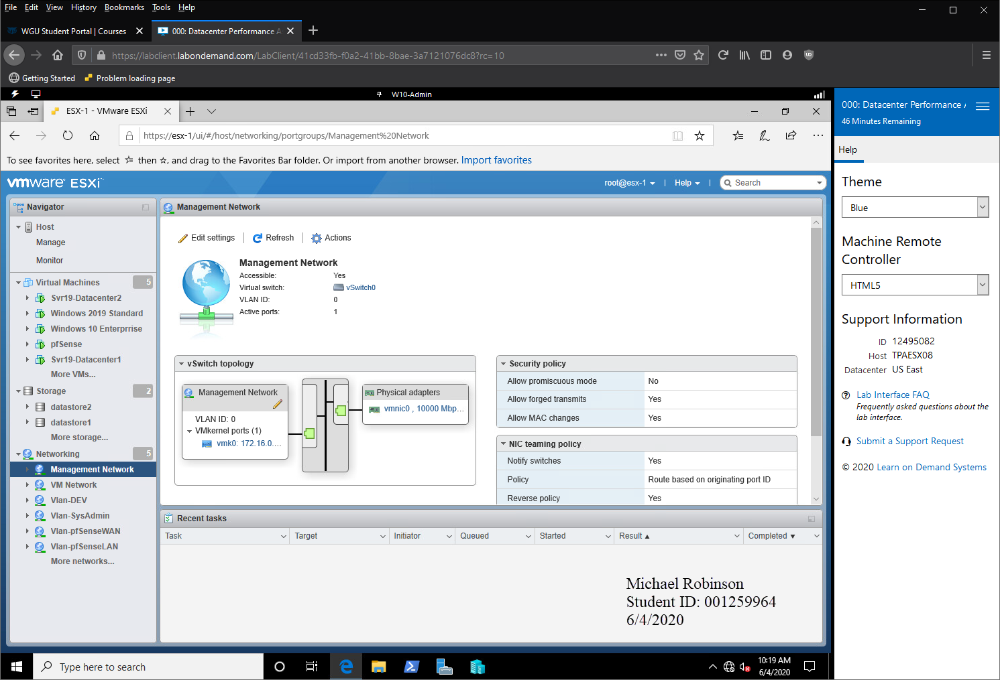 File Edit View History Bookmarks Tools Help
WGU Student Portal | Courses
000: Datacenter Performance A
https://labclient.labondemand.com/LabClient/41cd33fb-f0a2-41bb-8bae-3a7121076dc8?rc=10
Getting Started Problem loading page
W10-Admin
ESX-1 - VMware ESXi
https://esx-1/ui/#/host/networking/portgroups/Management%20Network
To see favorites here, select then ☆, and drag to the Favorites Bar folder. Or import from another browser. Import favorites
vmware ESXi
root@esx-1 | Help | Search
Navigator
Host
Manage
Monitor
Virtual Machines 5
Svr19-Datacenter2
Windows 2019 Standard
Windows 10 Enterprrise
pfSense
Svr19-Datacenter1
More VMs...
Storage 2
datastore2
datastore1
More storage...
Networking 5
Management Network
VM Network
Vlan-DEV
Vlan-SysAdmin
Vlan-pfSenseWAN
Vlan-pfSenseLAN
More networks...
Management Network
Edit settings | Refresh | Actions
Management Network
Accessible: Yes
Virtual switch: vSwitch0
VLAN ID: 0
Active ports: 1
vSwitch topology
Management Network
VLAN ID: 0
VMkernel ports (1)
vmk0: 172.16.0....
Physical adapters
vmnic0 , 10000 Mbp...
Security policy
Allow promiscuous mode No
Allow forged transmits Yes
Allow MAC changes Yes
NIC teaming policy
Notify switches Yes
Policy Route based on originating port ID
Reverse policy Yes
Recent tasks
Task Target Initiator Queued Started Result ▲ Completed ▼
Michael Robinson
Student ID: 001259964
6/4/2020
000: Datacenter Performance A
46 Minutes Remaining
Help
Theme
Blue
Machine Remote
Controller
HTML5
Support Information
ID 12495082
Host TPAESX08
Datacenter US East
Lab Interface FAQ
Frequently asked questions about the
lab interface.
Submit a Support Request
© 2020 Learn on Demand Systems
Type here to search
10:19 AM
6/4/2020